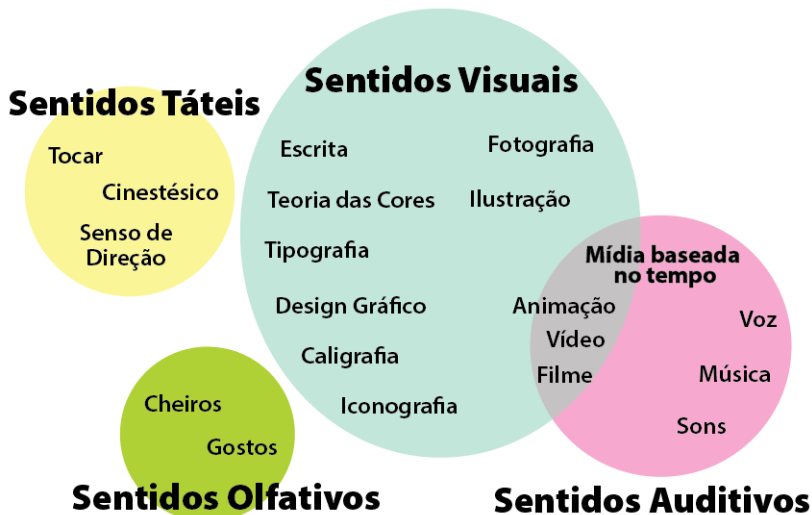 Sentidos Visuais
Sentidos Táteis
Tocar
Cinestésico
Senso de
Direção
Escrita
Fotografia
Teoria das Cores
Ilustração
Tipografia
Design Gráfico
Caligrafia
Iconografia
Mídia baseada
no tempo
Animação
Vídeo
Filme
Voz
Música
Sons
Cheiros
Gostos
Sentidos Olfativos
Sentidos Auditivos